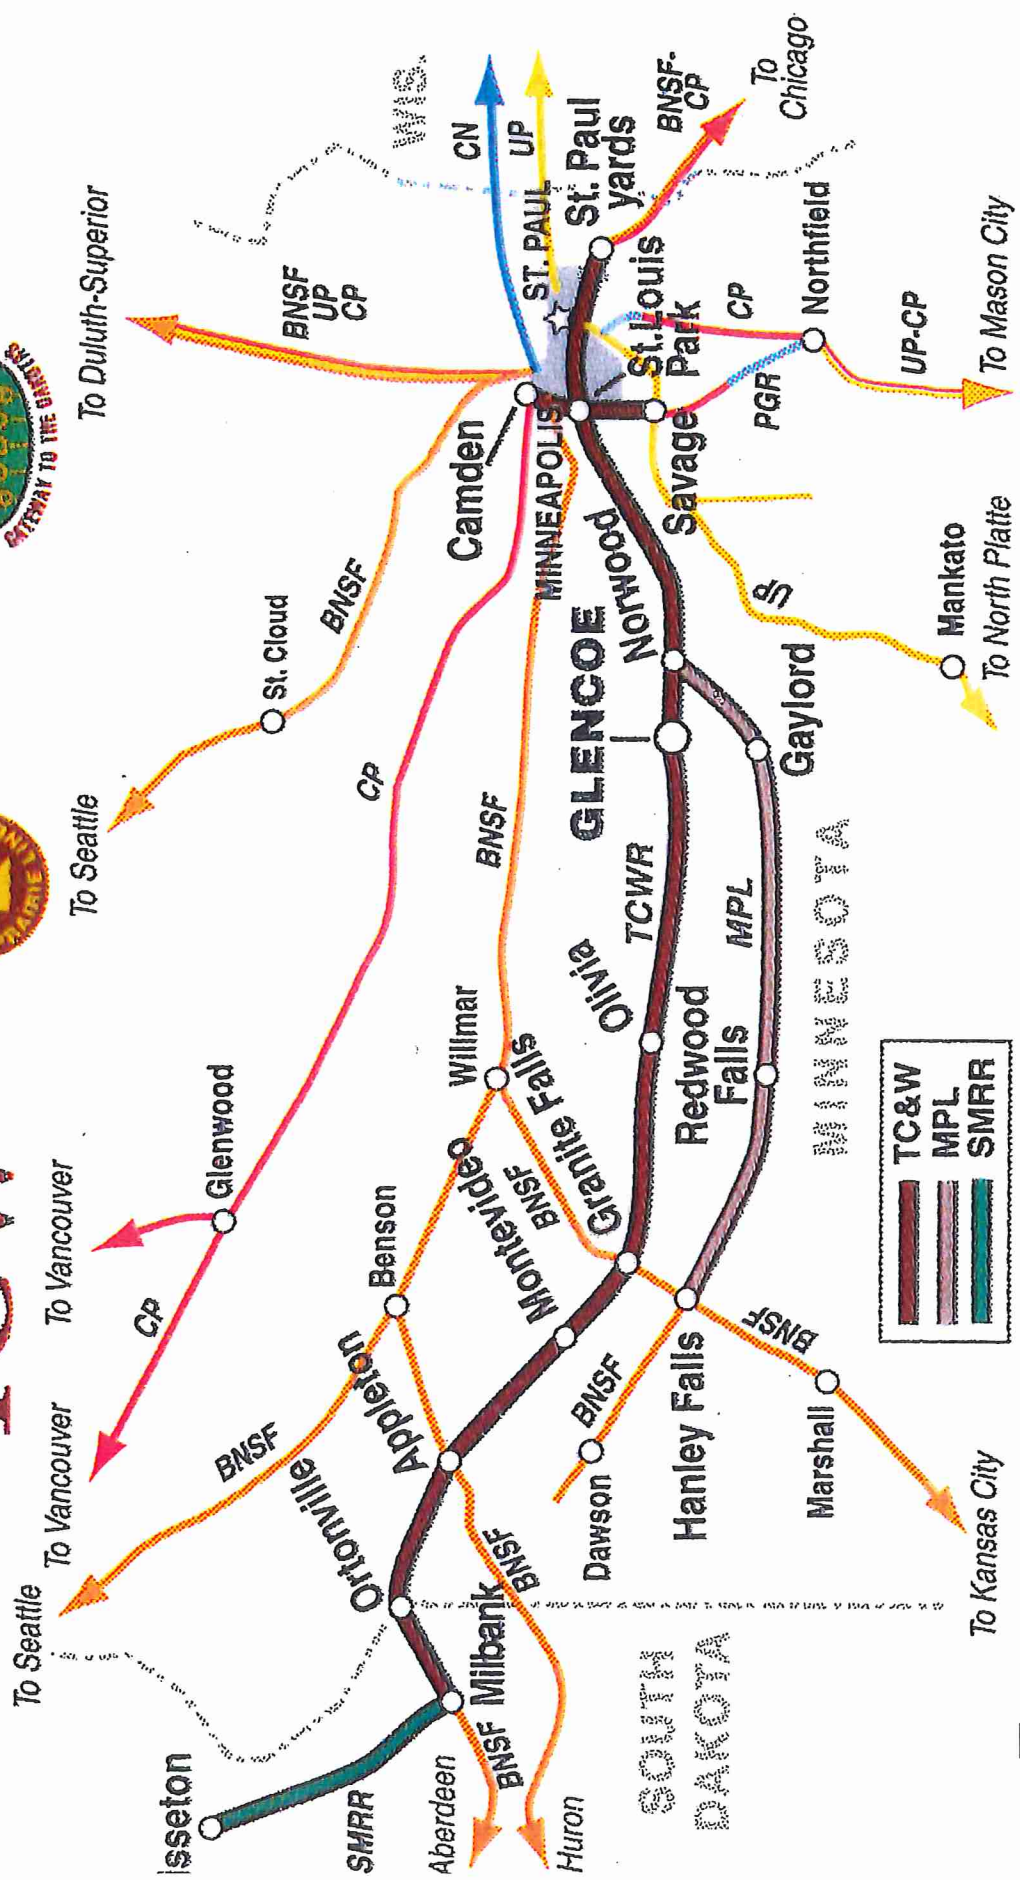 GATEWAY TO THE ORIENT
To Duluth-Superior
WIS.
BNSF
UP
CP
CN
UP
ST. PAUL
St. Paul
yards
BNSF-
CP
To
Chicago
St. Louis
Park
CP
Northfield
UP-CP
To Mason City
PGR
Savage
Camden
MINNEAPOLIS
Norwood
GLENCOE
UP
Mankato
To North Platte
Gaylord
BNSF
St. Cloud
To Seattle
CP
BNSF
TCWR
MPL
Olivia
Redwood
Falls
MINNESOTA
Willmar
Granite Falls
BNSF
Montevideo
Glenwood
To Vancouver
CP
To Vancouver
Benson
Appleton
BNSF
Ortonville
To Seattle
BNSF
Dawson
Hanley Falls
BNSF
Marshall
To Kansas City
BNSF
Milbank
BNSF
isseton
SMRR
Aberdeen
Huron
SOUTH
DAKOTA
TC&W
MPL
SMRR